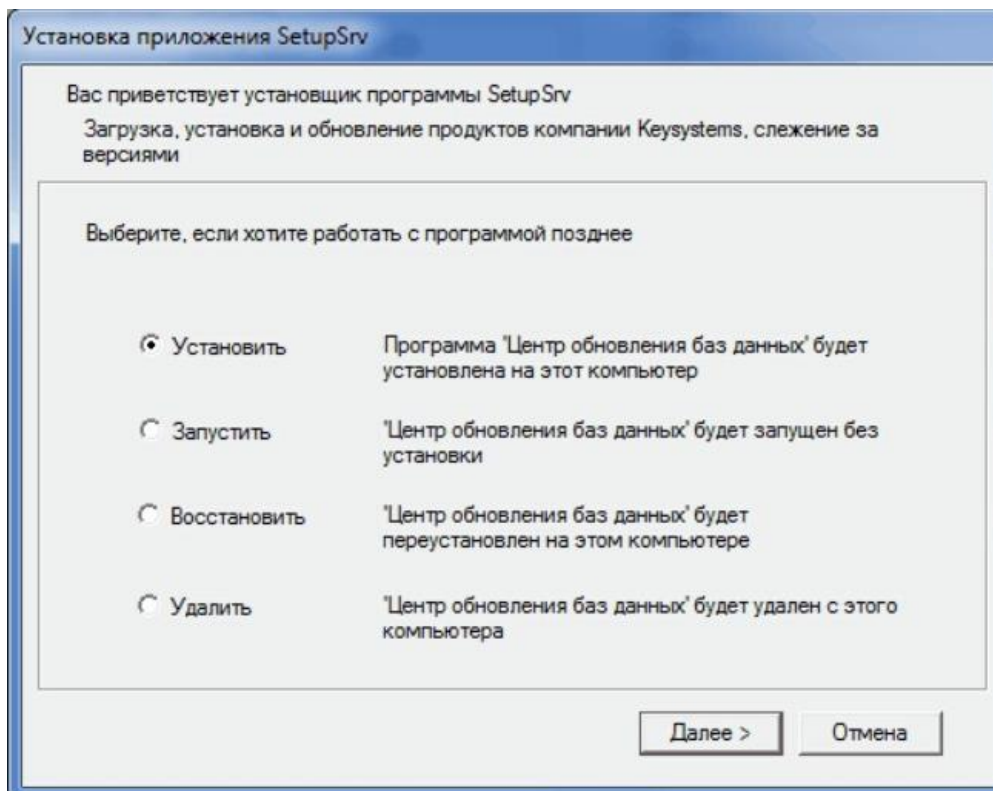 Установка приложения SetupSrv
Вас приветствует установщик программы SetupSrv
Загрузка, установка и обновление продуктов компании Keysystems, слежение за
версиями
Выберите, если хотите работать с программой позднее
Установить
Программа 'Центр обновления баз данных' будет
установлена на этот компьютер
Запустить
'Центр обновления баз данных' будет запущен без
установки
Восстановить
'Центр обновления баз данных' будет
переустановлен на этом компьютере
Удалить
'Центр обновления баз данных' будет удален с этого
компьютера
Далее >
Отмена